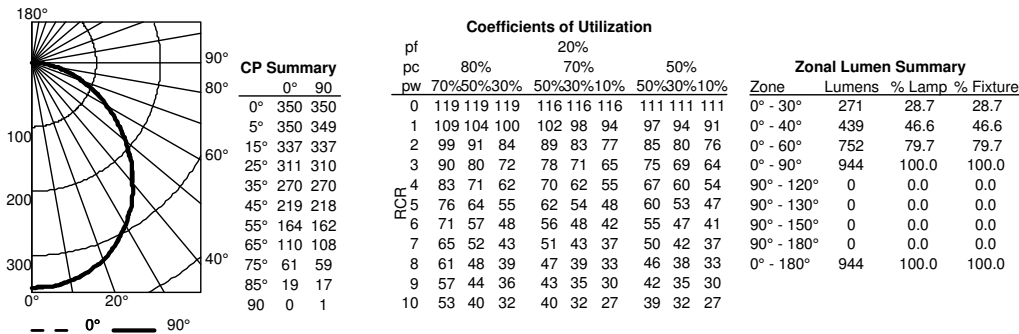 180°
90°
80°
60°
40°
100
200
300
0° 20°
0° 90°
CP Summary
0° 90
0° 350 350
5° 350 349
15° 337 337
25° 311 310
35° 270 270
45° 219 218
55° 164 162
65° 110 108
75° 61 59
85° 19 17
90 0 1
Coefficients of Utilization
pf 20%
pc 80% 70% 50%
pw 70%50%30% 50%30%10% 50%30%10%
RCR
0 119 119 119 116 116 116 111 111 111
1 109 104 100 102 98 94 97 94 91
2 99 91 84 89 83 77 85 80 76
3 90 80 72 78 71 65 75 69 64
4 83 71 62 70 62 55 67 60 54
5 76 64 55 62 54 48 60 53 47
6 71 57 48 56 48 42 55 47 41
7 65 52 43 51 43 37 50 42 37
8 61 48 39 47 39 33 46 38 33
9 57 44 36 43 35 30 42 35 30
10 53 40 32 40 32 27 39 32 27
Zonal Lumen Summary
Zone Lumens % Lamp % Fixture
0° - 30° 271 28.7 28.7
0° - 40° 439 46.6 46.6
0° - 60° 752 79.7 79.7
0° - 90° 944 100.0 100.0
90° - 120° 0 0.0 0.0
90° - 130° 0 0.0 0.0
90° - 150° 0 0.0 0.0
90° - 180° 0 0.0 0.0
0° - 180° 944 100.0 100.0